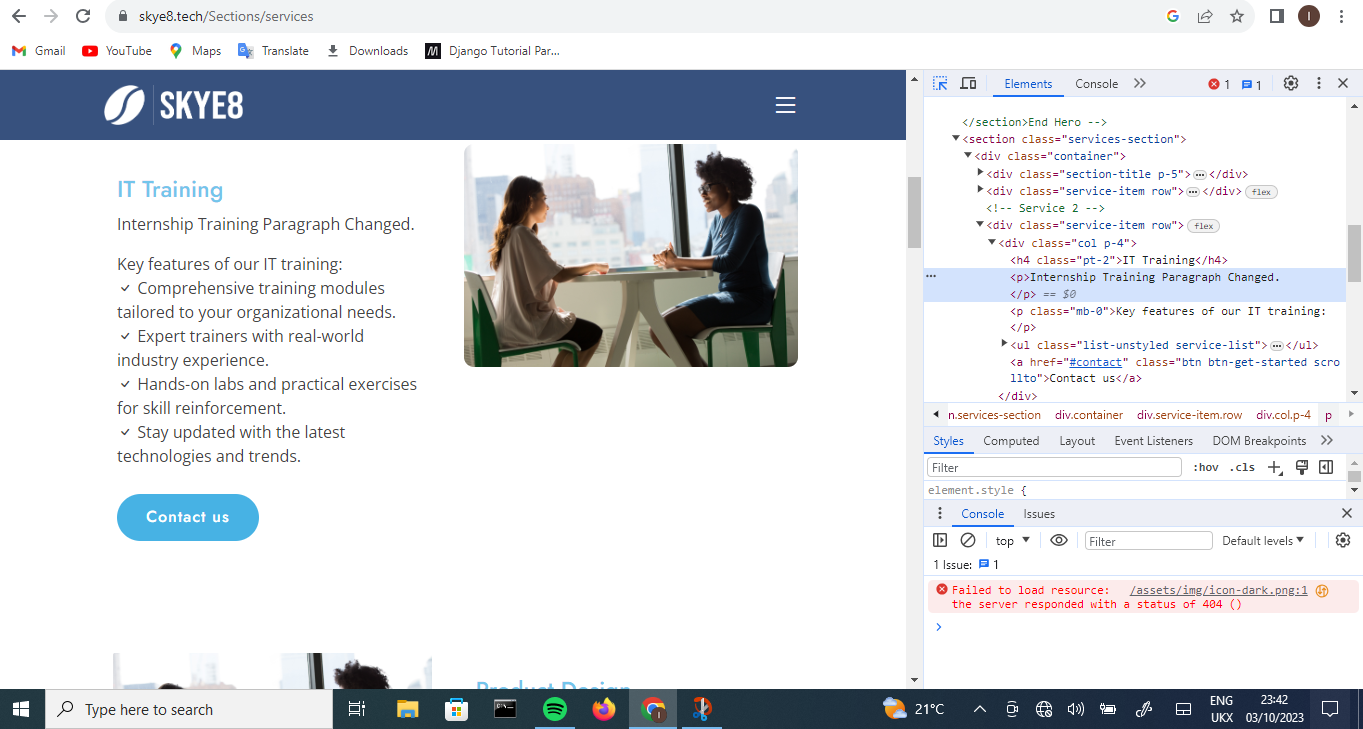 skye8.tech/Sections/services
Gmail YouTube Maps Translate Downloads Django Tutorial Par...
SKYE8
IT Training
Internship Training Paragraph Changed.
Key features of our IT training:
Comprehensive training modules
tailored to your organizational needs.
Expert trainers with real-world
industry experience.
Hands-on labs and practical exercises
for skill reinforcement.
Stay updated with the latest
technologies and trends.
Contact us
Product Design
Elements Console 1 1
</section>End Hero -->
<section class="services-section">
<div class="container">
<div class="section-title p-5">…</div>
<div class="service-item row">…</div> flex
<!-- Service 2 -->
<div class="service-item row"> flex
<div class="col p-4">
<h4 class="pt-2">IT Training</h4>
<p>Internship Training Paragraph Changed.
</p> == $0
<p class="mb-0">Key features of our IT training:
</p>
<ul class="list-unstyled service-list">…</ul>
<a href="#contact" class="btn btn-get-started scro
llto">Contact us</a>
</div>
n.services-section div.container div.service-item.row div.col.p-4 p
Styles Computed Layout Event Listeners DOM Breakpoints
Filter :hov .cls
element.style {
Console Issues
top Filter Default levels
1 Issue: 1
Failed to load resource: /assets/img/icon-dark.png:1
the server responded with a status of 404 ()
Type here to search
21°C
ENG
UKX
23:42
03/10/2023